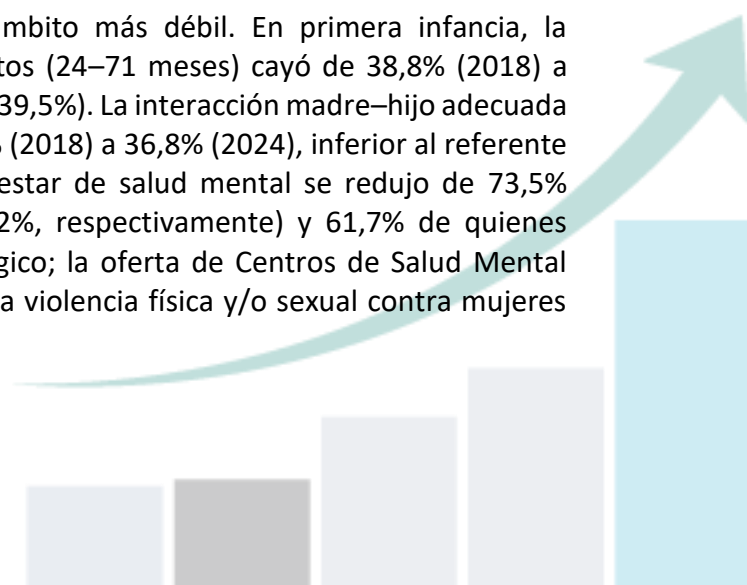 mbito más débil. En primera infancia, la
tos (24–71 meses) cayó de 38,8% (2018) a
39,5%). La interacción madre–hijo adecuada
(2018) a 36,8% (2024), inferior al referente
estar de salud mental se redujo de 73,5%
2%, respectivamente) y 61,7% de quienes
gico; la oferta de Centros de Salud Mental
a violencia física y/o sexual contra mujeres